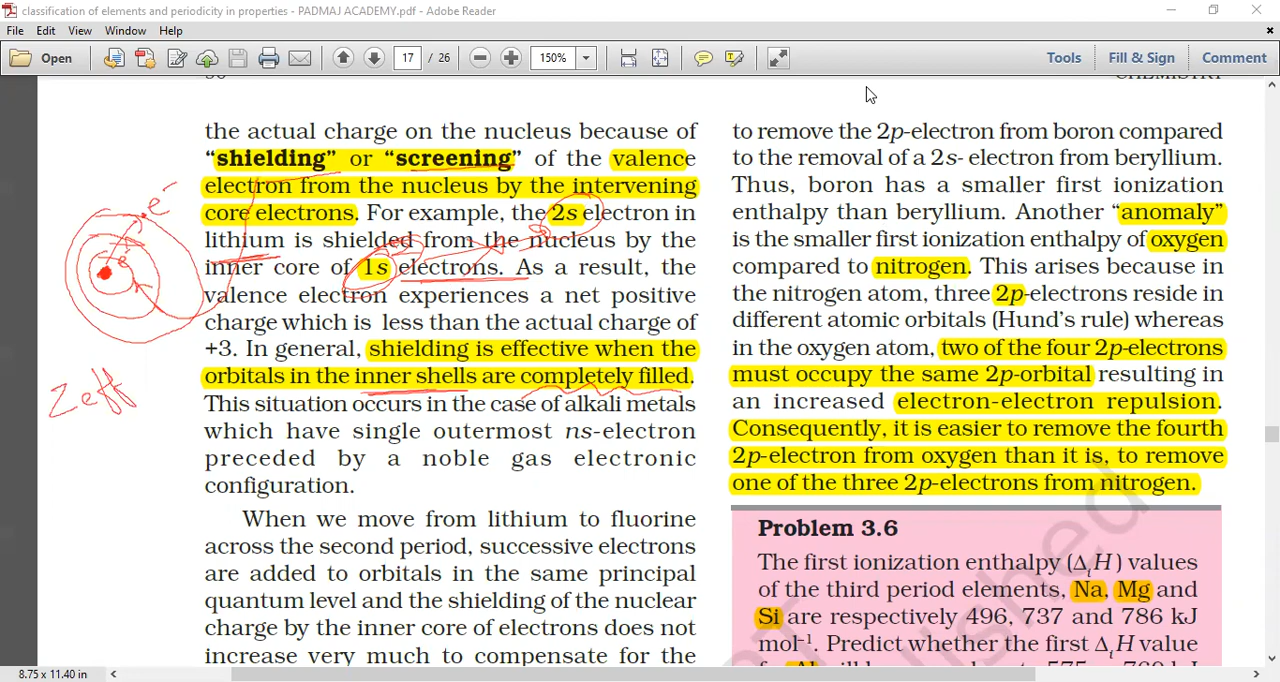 classification of elements and periodicity in properties - PADMAJ ACADEMY.pdf - Adobe Reader
File Edit View Window Help
Open 17 / 26 150% Tools Fill & Sign Comment
CHEMISTRY
the actual charge on the nucleus because of
“shielding” or “screening” of the valence
electron from the nucleus by the intervening
core electrons. For example, the 2s electron in
lithium is shielded from the nucleus by the
inner core of 1s electrons. As a result, the
valence electron experiences a net positive
charge which is less than the actual charge of
+3. In general, shielding is effective when the
orbitals in the inner shells are completely filled.
This situation occurs in the case of alkali metals
which have single outermost ns-electron
preceded by a noble gas electronic
configuration.
When we move from lithium to fluorine
across the second period, successive electrons
are added to orbitals in the same principal
quantum level and the shielding of the nuclear
charge by the inner core of electrons does not
increase very much to compensate for the
e⁻
e
Zeff
to remove the 2p-electron from boron compared
to the removal of a 2s- electron from beryllium.
Thus, boron has a smaller first ionization
enthalpy than beryllium. Another “anomaly”
is the smaller first ionization enthalpy of oxygen
compared to nitrogen. This arises because in
the nitrogen atom, three 2p-electrons reside in
different atomic orbitals (Hund’s rule) whereas
in the oxygen atom, two of the four 2p-electrons
must occupy the same 2p-orbital resulting in
an increased electron-electron repulsion.
Consequently, it is easier to remove the fourth
2p-electron from oxygen than it is, to remove
one of the three 2p-electrons from nitrogen.
Problem 3.6
The first ionization enthalpy (ΔᵢH) values
of the third period elements, Na, Mg and
Si are respectively 496, 737 and 786 kJ
mol⁻¹. Predict whether the first ΔᵢH value
8.75 x 11.40 in